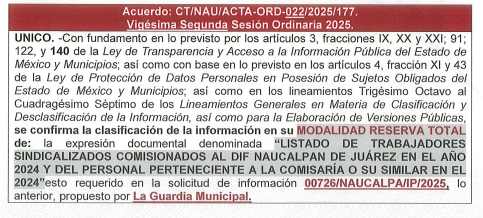 Acuerdo: CT/NAU/ACTA-ORD-022/2025/177.
Vigésima Segunda Sesión Ordinaria 2025.
UNICO. -Con fundamento en lo previsto por los artículos 3, fracciones IX, XX y XXI; 91;
122, y 140 de la Ley de Transparencia y Acceso a la Información Pública del Estado de
México y Municipios; así como con base en lo previsto en los artículos 4, fracción XI y 43
de la Ley de Protección de Datos Personales en Posesión de Sujetos Obligados del
Estado de México y Municipios; así como en los lineamientos Trigésimo Octavo al
Cuadragésimo Séptimo de los Lineamientos Generales en Materia de Clasificación y
Desclasificación de la Información, así como para la Elaboración de Versiones Públicas,
se confirma la clasificación de la información en su MODALIDAD RESERVA TOTAL
de: la expresión documental denominada "LISTADO DE TRABAJADORES
SINDICALIZADOS COMISIONADOS AL DIF NAUCALPAN DE JUÁREZ EN EL AÑO
2024 Y DEL PERSONAL PERTENECIENTE A LA COMISARÍA O SU SIMILAR EN EL
2024"esto requerido en la solicitud de información 00726/NAUCALPA/IP/2025, lo
anterior, propuesto por La Guardia Municipal.